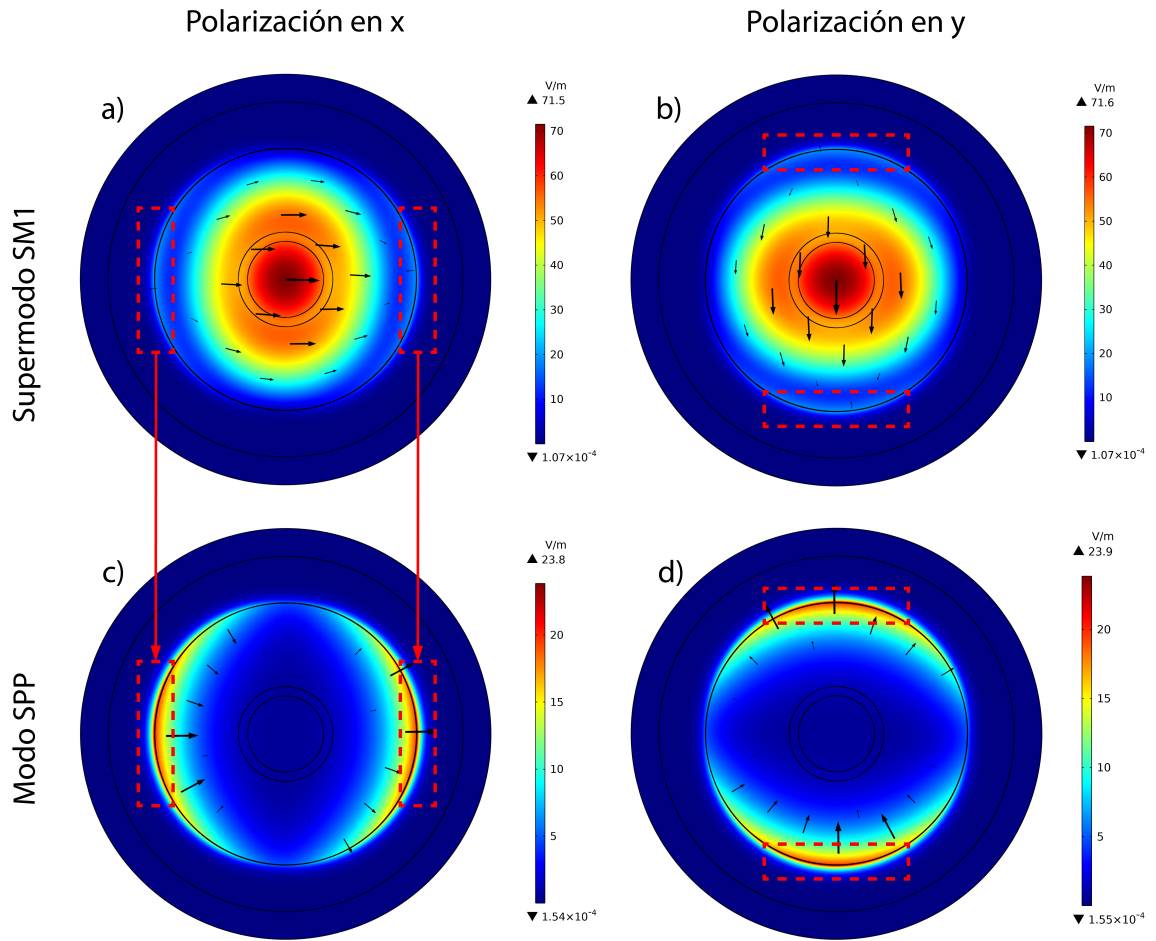 Polarización en x
Polarización en y
Supermodo SM1
a)
V/m
▲ 71.5
70
60
50
40
30
20
10
▼ 1.07×10⁻⁴
b)
V/m
▲ 71.6
70
60
50
40
30
20
10
▼ 1.07×10⁻⁴
Modo SPP
c)
V/m
▲ 23.8
20
15
10
5
▼ 1.54×10⁻⁴
d)
V/m
▲ 23.9
20
15
10
5
▼ 1.55×10⁻⁴